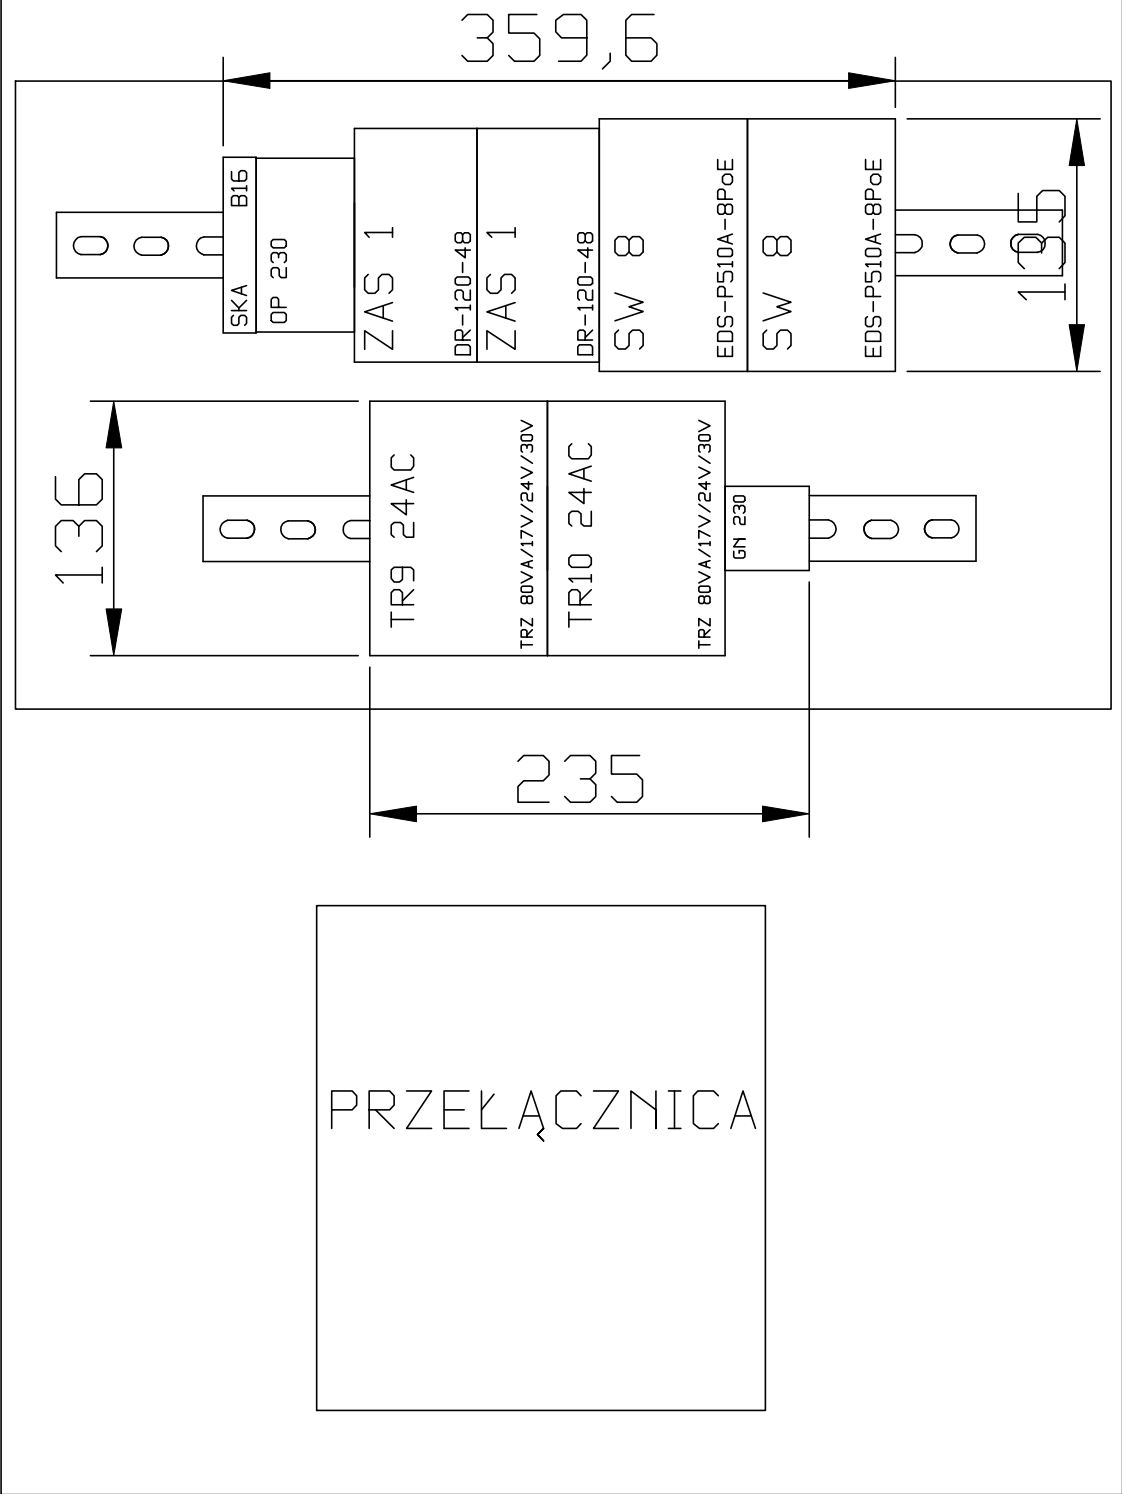 359,6
SKA B16
OP 230
ZAS 1
DR-120-48
ZAS 1
DR-120-48
SW 8
EDS-P510A-8PoE
SW 8
EDS-P510A-8PoE
135
136
TR9 24AC
TRZ 80VA/17V/24V/30V
TR10 24AC
TRZ 80VA/17V/24V/30V
GN 230
235
PRZEŁĄCZNICA